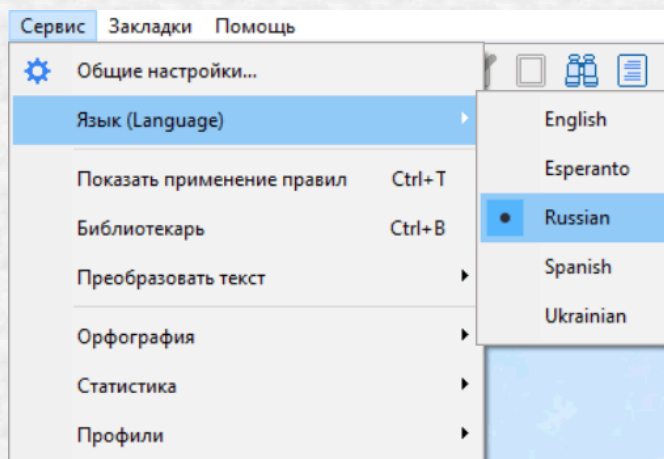 Сервис Закладки Помощь
Общие настройки...
Язык (Language)
Показать применение правил Ctrl+T
Библиотекарь Ctrl+B
Преобразовать текст
Орфография
Статистика
Профили
English
Esperanto
Russian
Spanish
Ukrainian